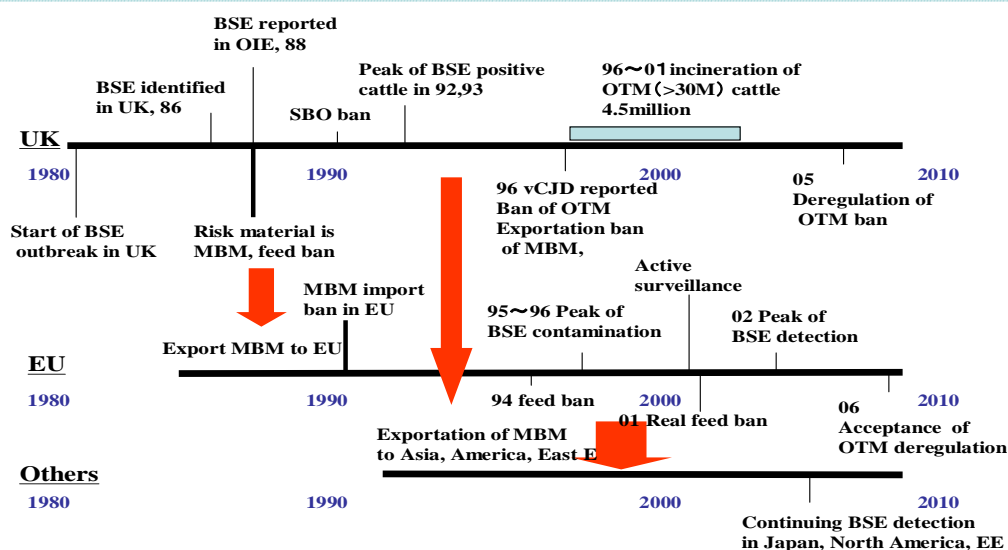 BSE reported
in OIE, 88
BSE identified
in UK, 86
SBO ban
Peak of BSE positive
cattle in 92,93
96～01incineration of
OTM(>30M) cattle
4.5million
UK
1980
1990
2000
2010
Start of BSE
outbreak in UK
Risk material is
MBM, feed ban
96 vCJD reported
Ban of OTM
Exportation ban
of MBM,
05
Deregulation of
OTM ban
MBM import
ban in EU
Export MBM to EU
95～96 Peak of
BSE contamination
Active
surveillance
02 Peak of
BSE detection
EU
1980
1990
2000
2010
94 feed ban
01 Real feed ban
06
Acceptance of
OTM deregulation
Exportation of MBM
to Asia, America, East E
Others
1980
1990
2000
2010
Continuing BSE detection
in Japan, North America, EE